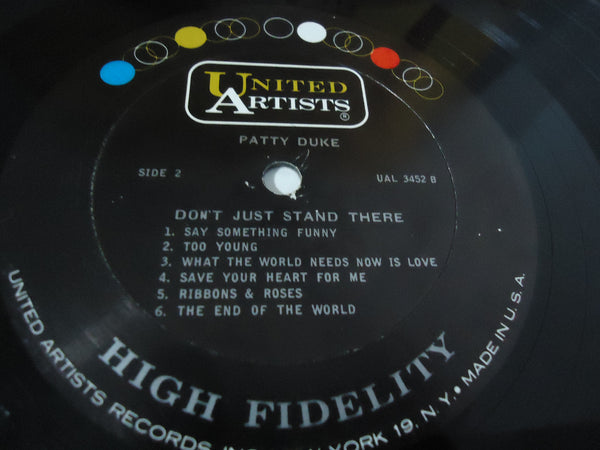 UNITED
ARTISTS®
PATTY DUKE
SIDE 2
UAL 3452 B
DON'T JUST STAND THERE
1. SAY SOMETHING FUNNY
2. TOO YOUNG
3. WHAT THE WORLD NEEDS NOW IS LOVE
4. SAVE YOUR HEART FOR ME
5. RIBBONS & ROSES
6. THE END OF THE WORLD
HIGH FIDELITY
UNITED ARTISTS RECORDS, YORK 19, N.Y. • MADE IN U.S.A.